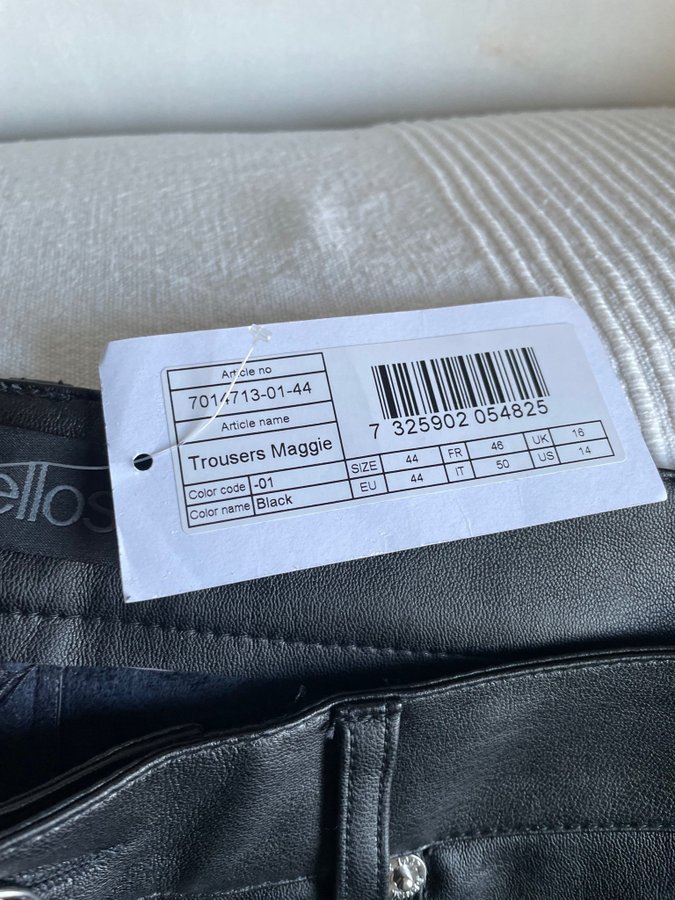 Article no
7014713-01-44
Article name
Trousers Maggie
Color code -01
Color name Black
7 325902 054825
SIZE 44 FR 46 UK 16
EU 44 IT 50 US 14
ellos